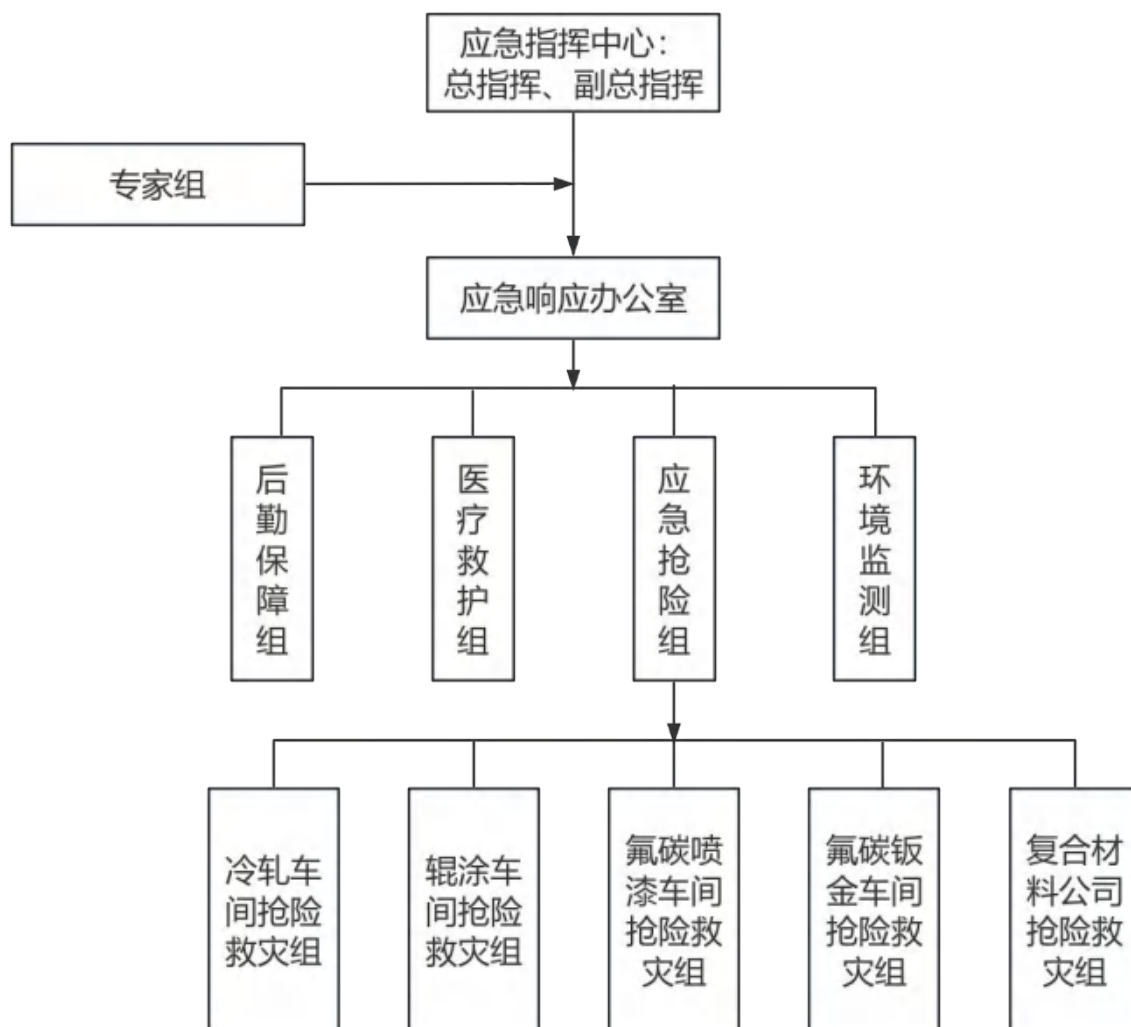 应急指挥中心：
总指挥、副总指挥
专家组
应急响应办公室
后勤保障组
医疗救护组
应急抢险组
环境监测组
冷轧车
间抢险
救灾组
辊涂车
间抢险
救灾组
氟碳喷
漆车间
抢险救
灾组
氟碳钣
金车间
抢险救
灾组
复合材
料公司
抢险救
灾组